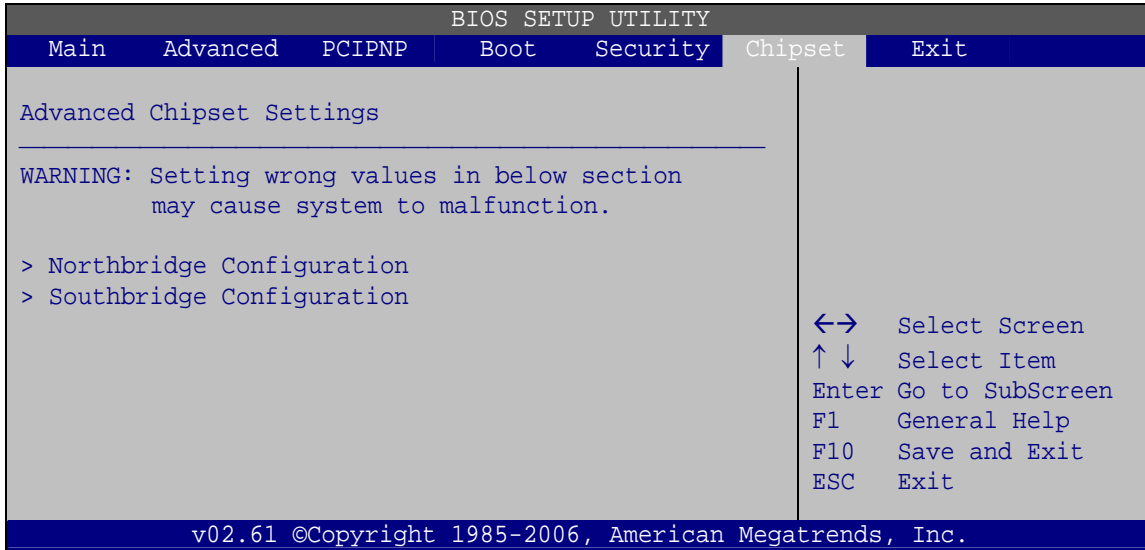 BIOS SETUP UTILITY
Main Advanced PCIPNP Boot Security Chipset Exit
Advanced Chipset Settings
WARNING: Setting wrong values in below section
may cause system to malfunction.
> Northbridge Configuration
> Southbridge Configuration
←→ Select Screen
↑ ↓ Select Item
Enter Go to SubScreen
F1 General Help
F10 Save and Exit
ESC Exit
v02.61 ©Copyright 1985-2006, American Megatrends, Inc.